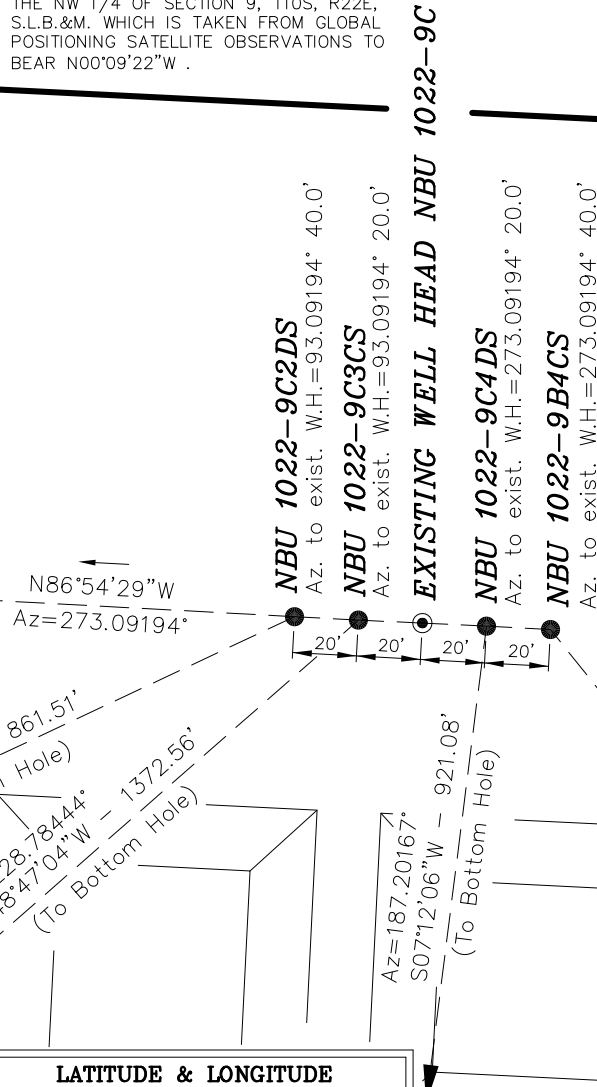 THE NW 1/4 OF SECTION 9, T10S, R22E,
S.L.B.&M. WHICH IS TAKEN FROM GLOBAL
POSITIONING SATELLITE OBSERVATIONS TO
BEAR N00°09'22"W .
NBU 1022-9C2DS
Az. to exist. W.H.=93.09194° 40.0'
NBU 1022-9C3CS
Az. to exist. W.H.=93.09194° 20.0'
EXISTING WELL HEAD NBU 1022-9C
NBU 1022-9C4DS
Az. to exist. W.H.=273.09194° 20.0'
NBU 1022-9B4CS
Az. to exist. W.H.=273.09194° 40.0'
N86°54'29"W
Az=273.09194°
20'
20'
20'
20'
861.51'
Hole)
28.78444°
8°47'04"W - 1372.56'
(To Bottom Hole)
Az=187.20167°
S07°12'06"W - 921.08'
(To Bottom Hole)
LATITUDE & LONGITUDE